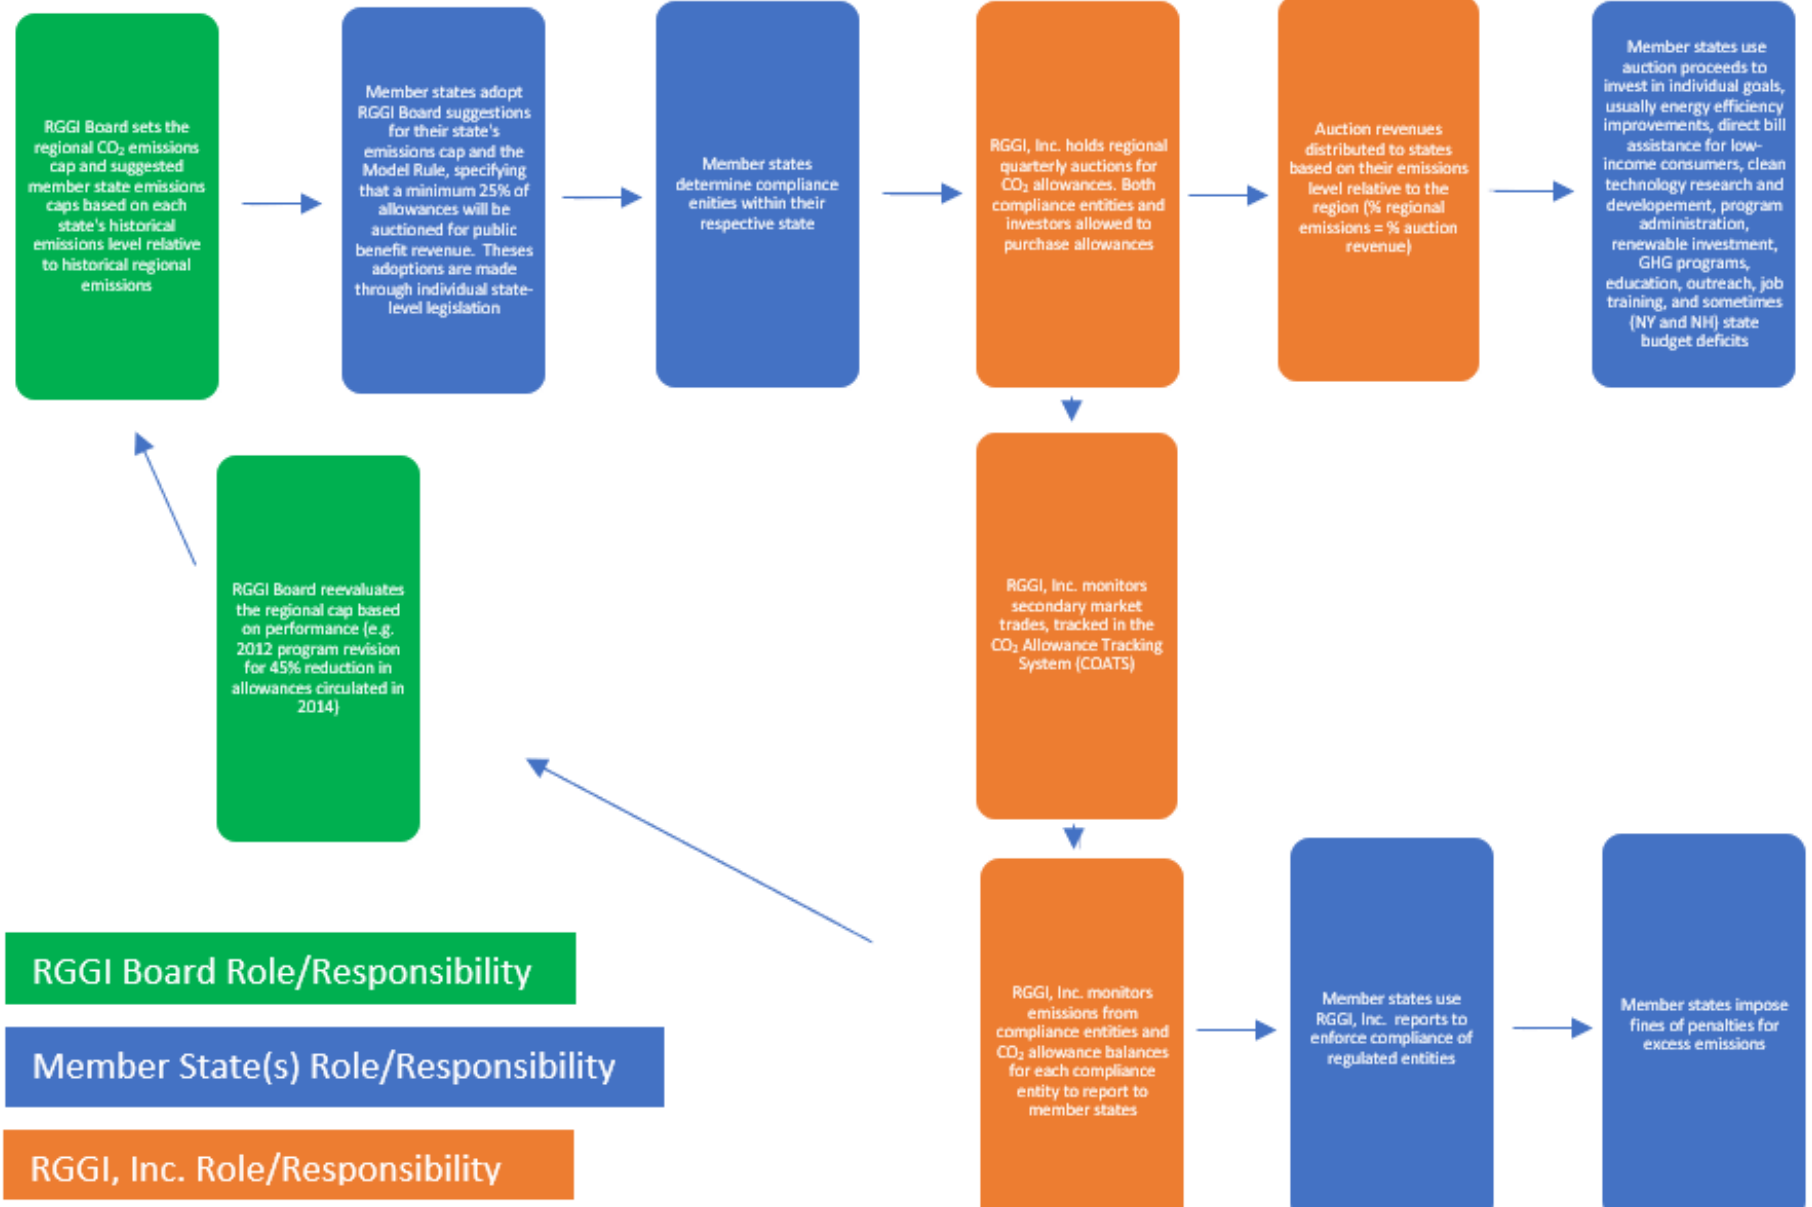 RGGI Board sets the
regional CO₂ emissions
cap and suggested
member state emissions
caps based on each
state's historical
emissions level relative
to historical regional
emissions
Member states adopt
RGGI Board suggestions
for their state's
emissions cap and the
Model Rule, specifying
that a minimum 25% of
allowances will be
auctioned for public
benefit revenue. Theses
adoptions are made
through individual state-
level legislation
Member states
determine compliance
enities within their
respective state
RGGI, Inc. holds regional
quarterly auctions for
CO₂ allowances. Both
compliance entities and
investors allowed to
purchase allowances
Auction revenues
distributed to states
based on their emissions
level relative to the
region (% regional
emissions = % auction
revenue)
Member states use
auction proceeds to
invest in individual goals,
usually energy efficiency
improvements, direct bill
assistance for low-
income consumers, clean
technology research and
developement, program
administration,
renewable investment,
GHG programs,
education, outreach, job
training, and sometimes
(NY and NH) state
budget deficits
RGGI Board reevaluates
the regional cap based
on performance (e.g.
2012 program revision
for 45% reduction in
allowances circulated in
2014)
RGGI, Inc. monitors
secondary market
trades, tracked in the
CO₂ Allowance Tracking
System (COATS)
RGGI, Inc. monitors
emissions from
compliance entities and
CO₂ allowance balances
for each compliance
entity to report to
member states
Member states use
RGGI, Inc. reports to
enforce compliance of
regulated entities
Member states impose
fines of penalties for
excess emissions
RGGI Board Role/Responsibility
Member State(s) Role/Responsibility
RGGI, Inc. Role/Responsibility